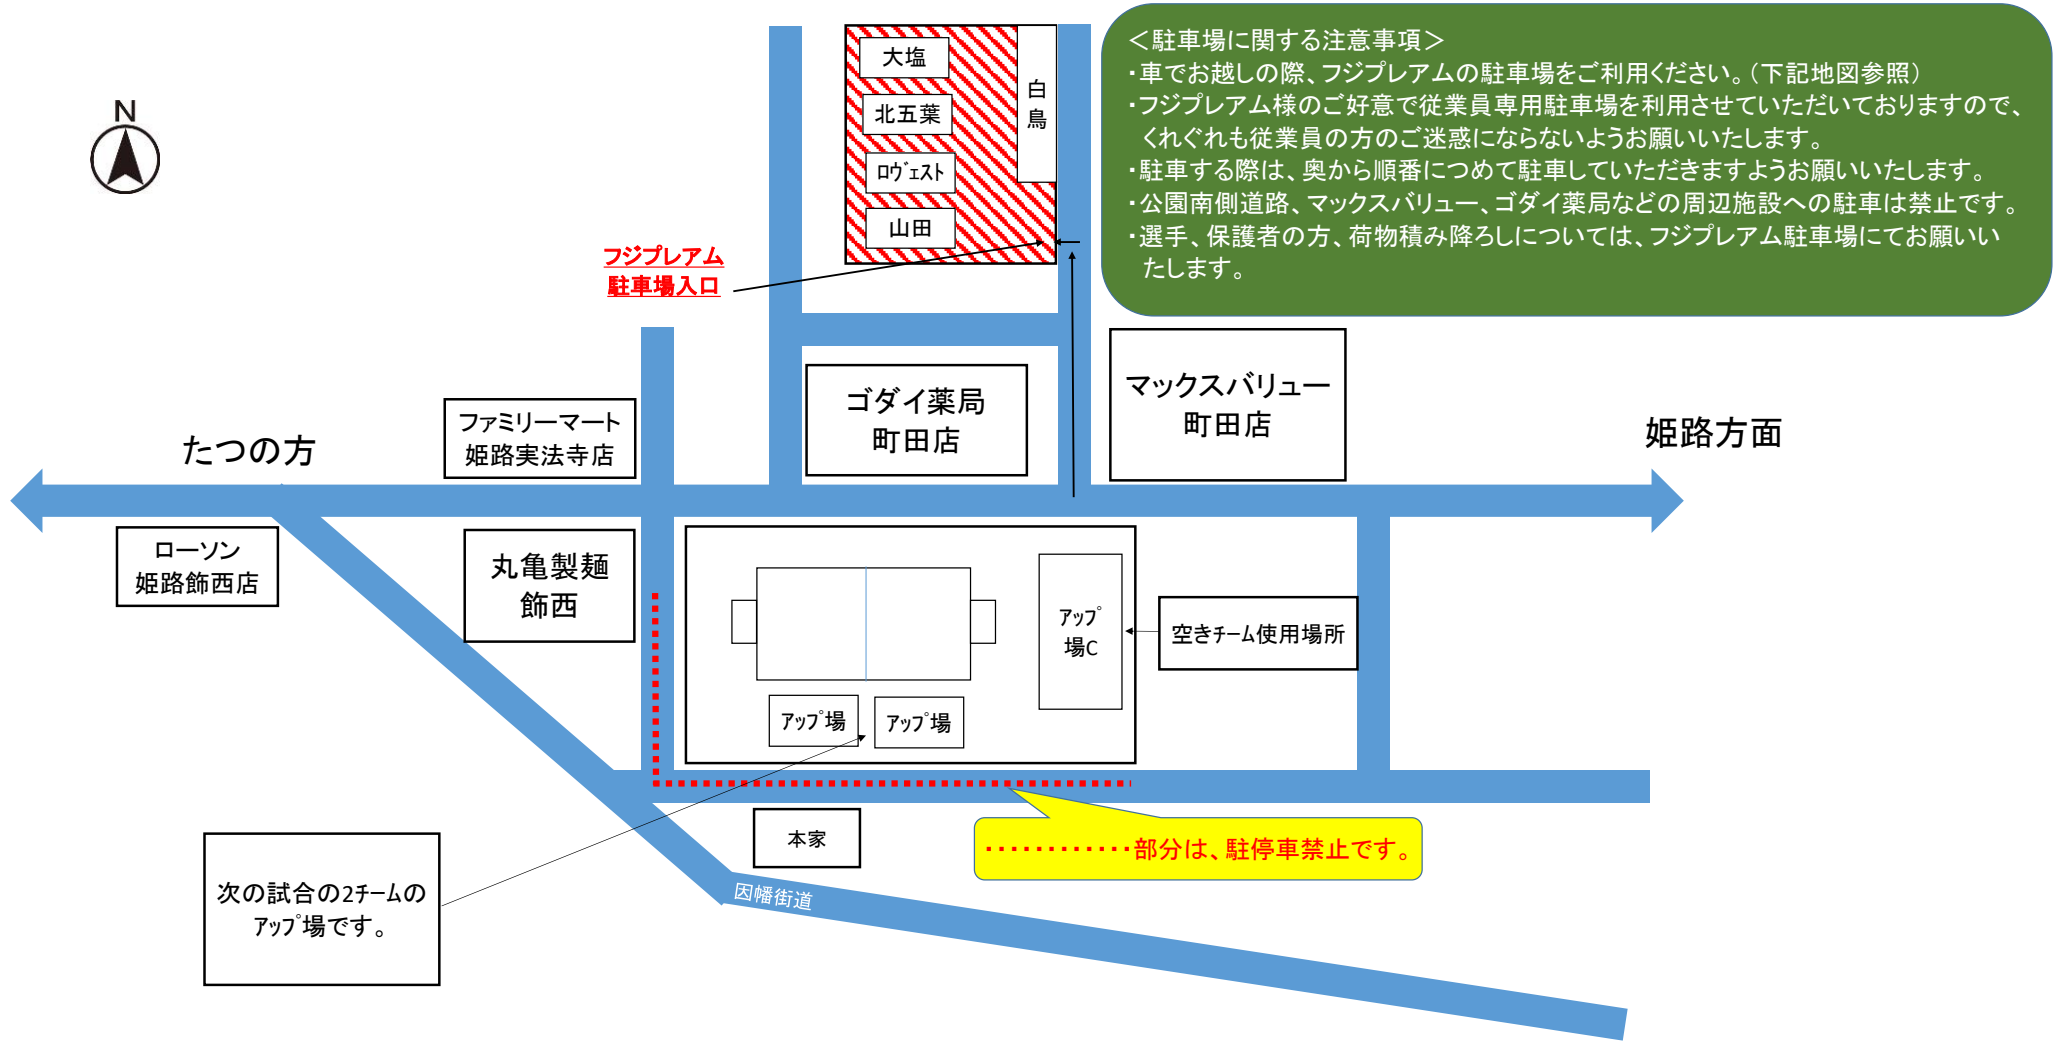 ＜駐車場に関する注意事項＞
・車でお越しの際、フジプレアムの駐車場をご利用ください。（下記地図参照）
・フジプレアム様のご好意で従業員専用駐車場を利用させていただいておりますので、
くれぐれも従業員の方のご迷惑にならないようお願いいたします。
・駐車する際は、奥から順番につめて駐車していただきますようお願いいたします。
・公園南側道路、マックスバリュー、ゴダイ薬局などの周辺施設への駐車は禁止です。
・選手、保護者の方、荷物積み降ろしについては、フジプレアム駐車場にてお願いい
たします。
N
大塩
北五葉
ﾛｳﾞｪｽﾄ
山田
白
鳥
フジプレアム
駐車場入口
ゴダイ薬局
町田店
マックスバリュー
町田店
ファミリーマート
姫路実法寺店
たつの方
姫路方面
ローソン
姫路飾西店
丸亀製麺
飾西
ｱｯﾌﾟ
場C
空きﾁｰﾑ使用場所
ｱｯﾌﾟ場
ｱｯﾌﾟ場
本家
・・・・・・・・・・・・部分は、駐停車禁止です。
次の試合の2ﾁｰﾑの
ｱｯﾌﾟ場です。
因幡街道